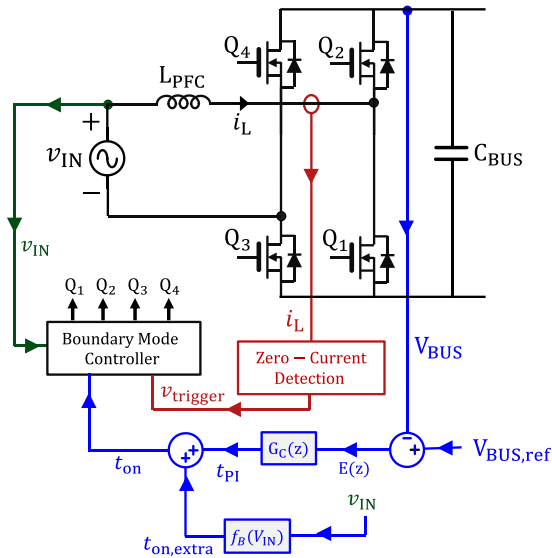 Q4 Q2
LPFC
+ iL
vIN CBUS
−
Q3 Q1
vIN
Q1 Q2 Q3 Q4
iL VBUS
Boundary Mode
Controller
Zero − Current
Detection
vtrigger
GC(z) − +
+ + VBUS,ref
ton tPI E(z)
vIN
fB(VIN)
ton,extra